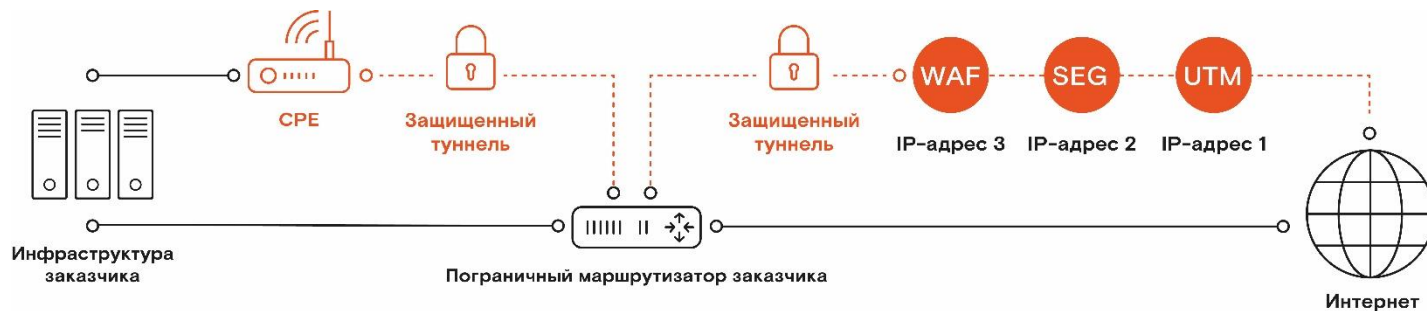 WAF
SEG
UTM
CPE
Защищенный
туннель
Защищенный
туннель
IP-адрес 3
IP-адрес 2
IP-адрес 1
Инфраструктура
заказчика
Пограничный маршрутизатор заказчика
Интернет